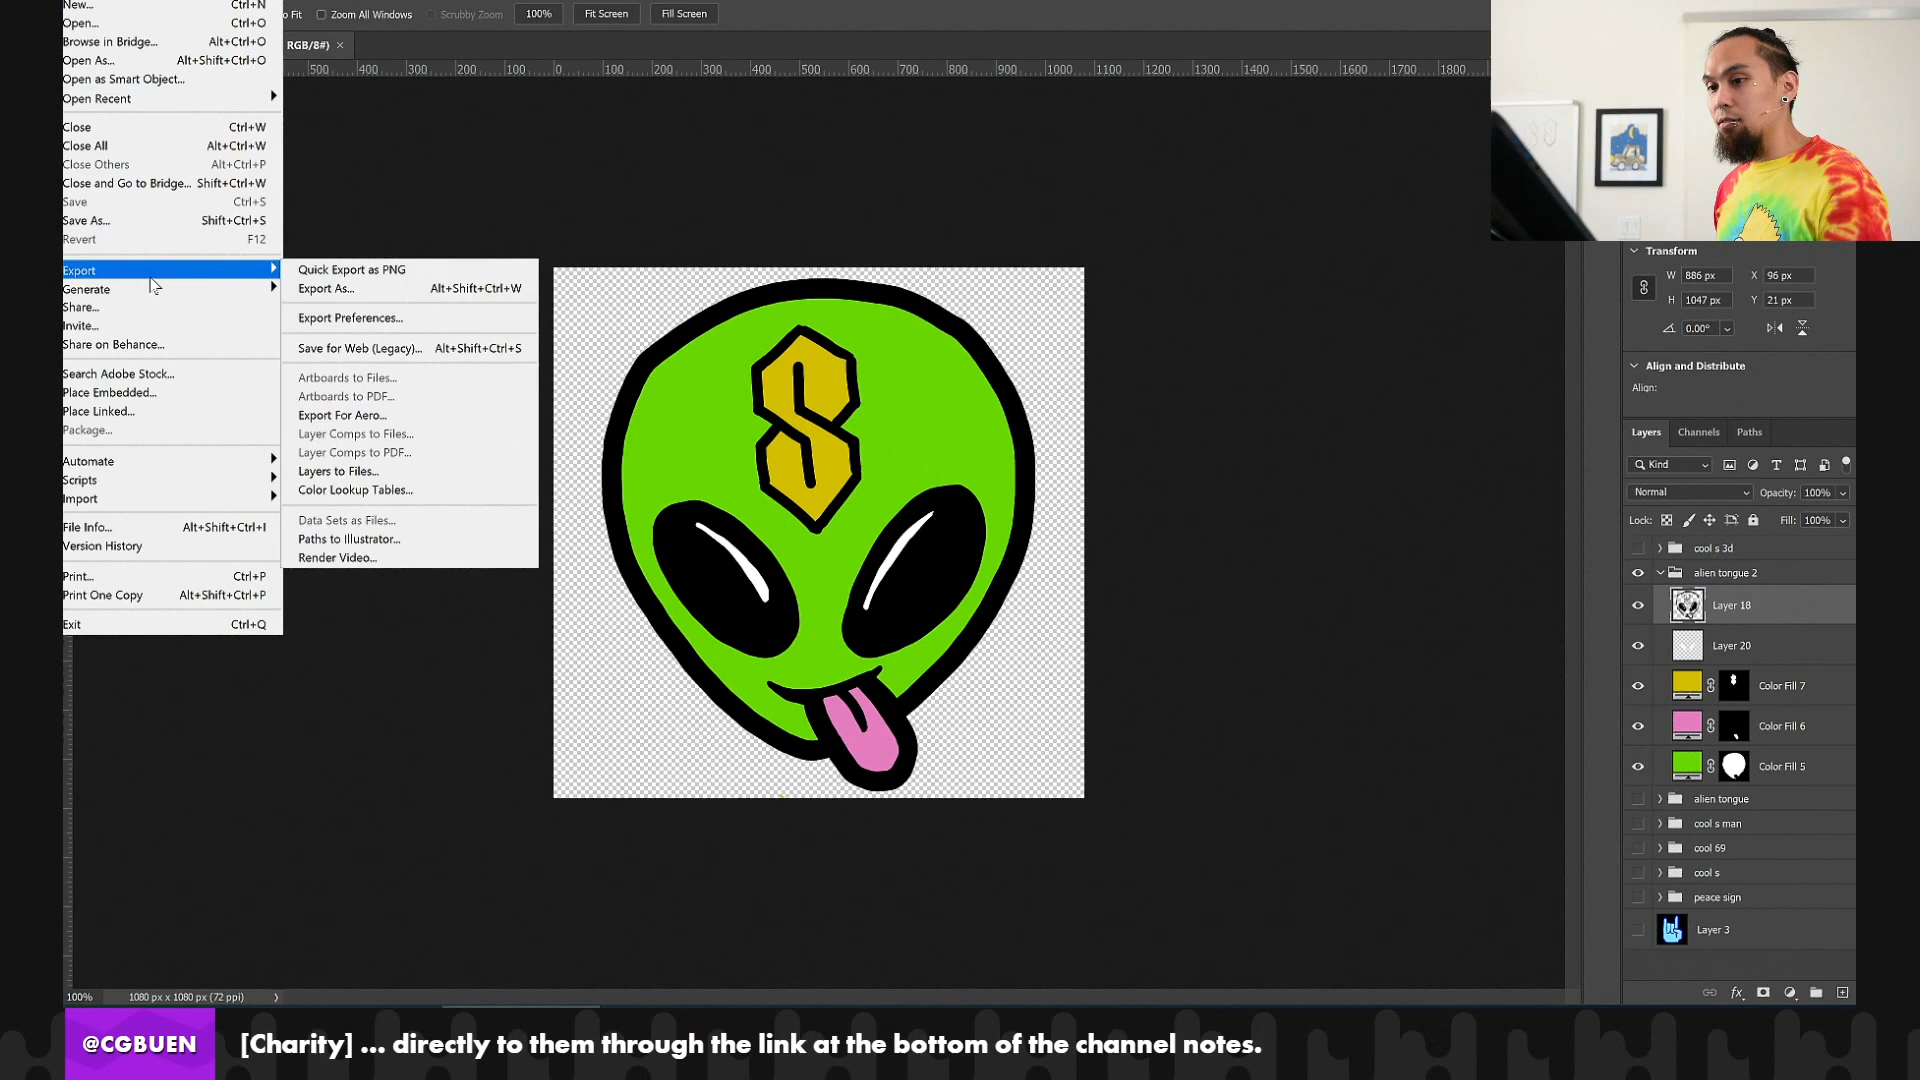 New... Ctrl+N
Open... Ctrl+O
Browse in Bridge... Alt+Ctrl+O
Open As... Alt+Shift+Ctrl+O
Open as Smart Object...
Open Recent
Close Ctrl+W
Close All Alt+Ctrl+W
Close Others Alt+Ctrl+P
Close and Go to Bridge... Shift+Ctrl+W
Save Ctrl+S
Save As... Shift+Ctrl+S
Revert F12
Export
Generate
Share...
Invite...
Share on Behance...
Search Adobe Stock...
Place Embedded...
Place Linked...
Package...
Automate
Scripts
Import
File Info... Alt+Shift+Ctrl+I
Version History
Print... Ctrl+P
Print One Copy Alt+Shift+Ctrl+P
Exit Ctrl+Q
Quick Export as PNG
Export As... Alt+Shift+Ctrl+W
Export Preferences...
Save for Web (Legacy)... Alt+Shift+Ctrl+S
Artboards to Files...
Artboards to PDF...
Export For Aero...
Layer Comps to Files...
Layer Comps to PDF...
Layers to Files...
Color Lookup Tables...
Data Sets as Files...
Paths to Illustrator...
Render Video...
o Fit Zoom All Windows Scrubby Zoom 100% Fit Screen Fill Screen
RGB/8#) ×
500 400 300 200 100 0 100 200 300 400 500 600 700 800 900 1000 1100 1200 1300 1400 1500 1600 1700 1800
Transform
W 886 px X 96 px
H 1047 px Y 21 px
0.00°
Align and Distribute
Align:
Layers Channels Paths
Kind
Normal Opacity: 100%
Lock: Fill: 100%
cool s 3d
alien tongue 2
Layer 18
Layer 20
Color Fill 7
Color Fill 6
Color Fill 5
alien tongue
cool s man
cool 69
cool s
peace sign
Layer 3
fx
100% 1080 px x 1080 px (72 ppi)
@CGBUEN [Charity] ... directly to them through the link at the bottom of the channel notes.